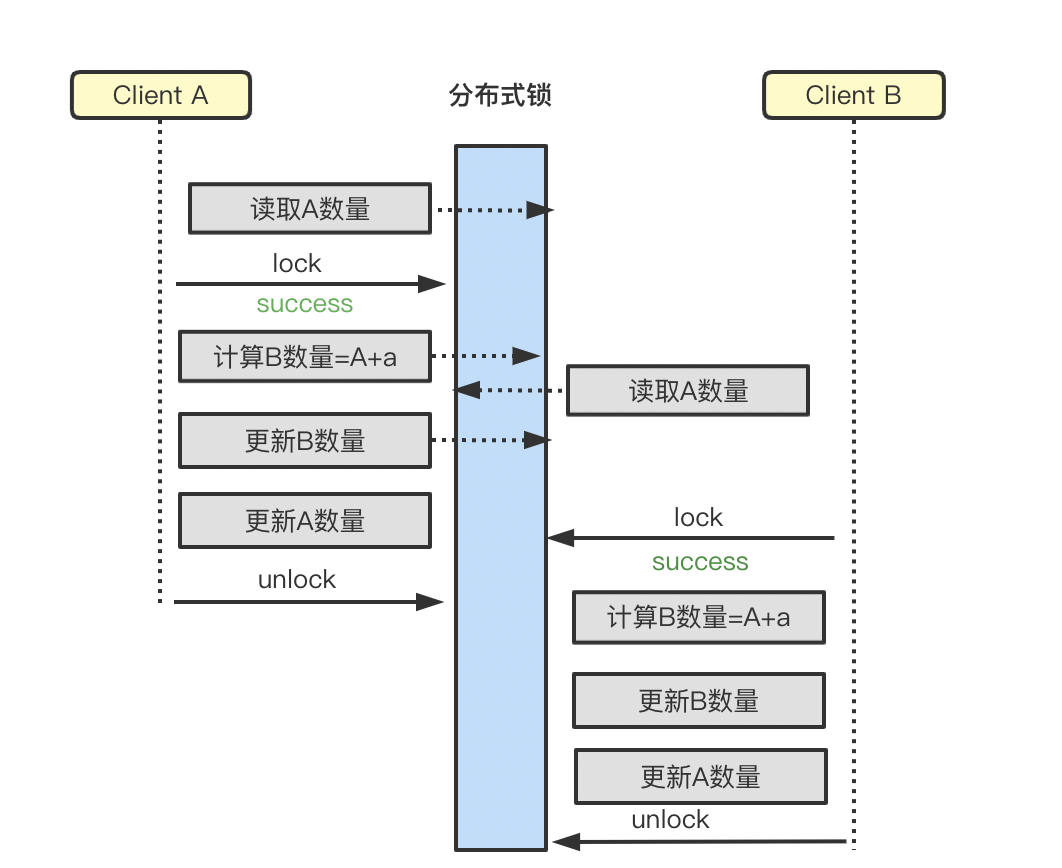 Client A
分布式锁
Client B
读取A数量
lock
success
计算B数量=A+a
读取A数量
更新B数量
更新A数量
lock
success
unlock
计算B数量=A+a
更新B数量
更新A数量
unlock